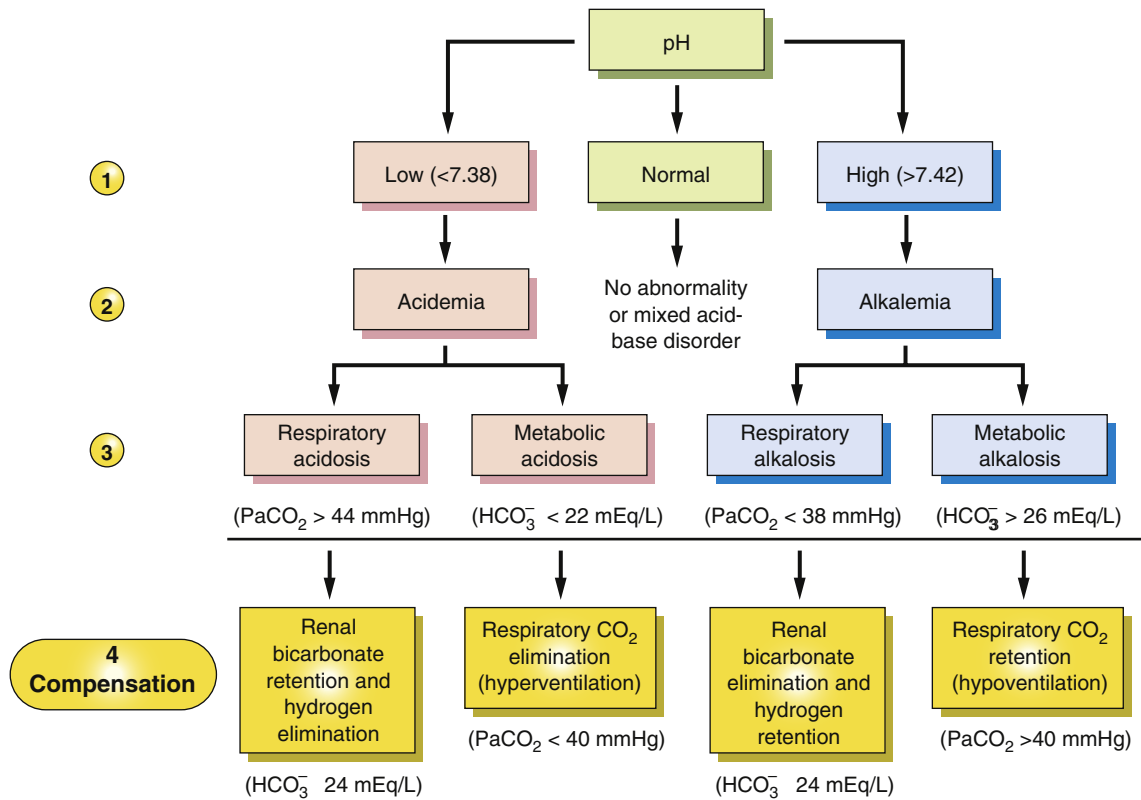 pH
1
Low (<7.38)
Normal
High (>7.42)
2
Acidemia
No abnormality
or mixed acid-
base disorder
Alkalemia
3
Respiratory
acidosis
Metabolic
acidosis
Respiratory
alkalosis
Metabolic
alkalosis
(PaCO₂ > 44 mmHg)
(HCO₃⁻ < 22 mEq/L)
(PaCO₂ < 38 mmHg)
(HCO₃⁻ > 26 mEq/L)
4
Compensation
Renal
bicarbonate
retention and
hydrogen
elimination
(HCO₃⁻ 24 mEq/L)
Respiratory CO₂
elimination
(hyperventilation)
(PaCO₂ < 40 mmHg)
Renal
bicarbonate
elimination and
hydrogen
retention
(HCO₃⁻ 24 mEq/L)
Respiratory CO₂
retention
(hypoventilation)
(PaCO₂ >40 mmHg)